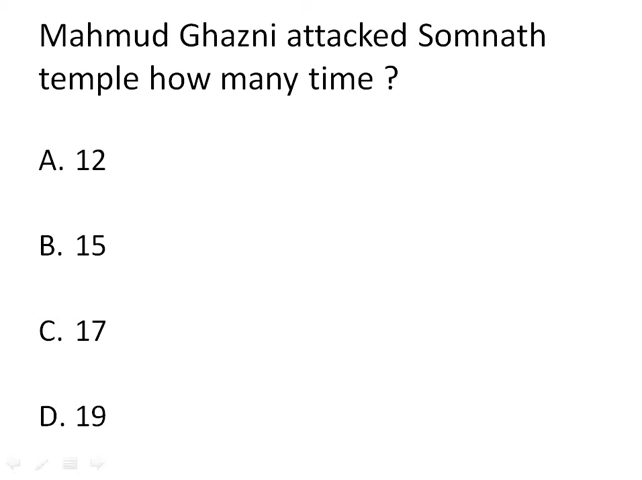 Mahmud Ghazni attacked Somnath
temple how many time ?
A. 12
B. 15
C. 17
D. 19